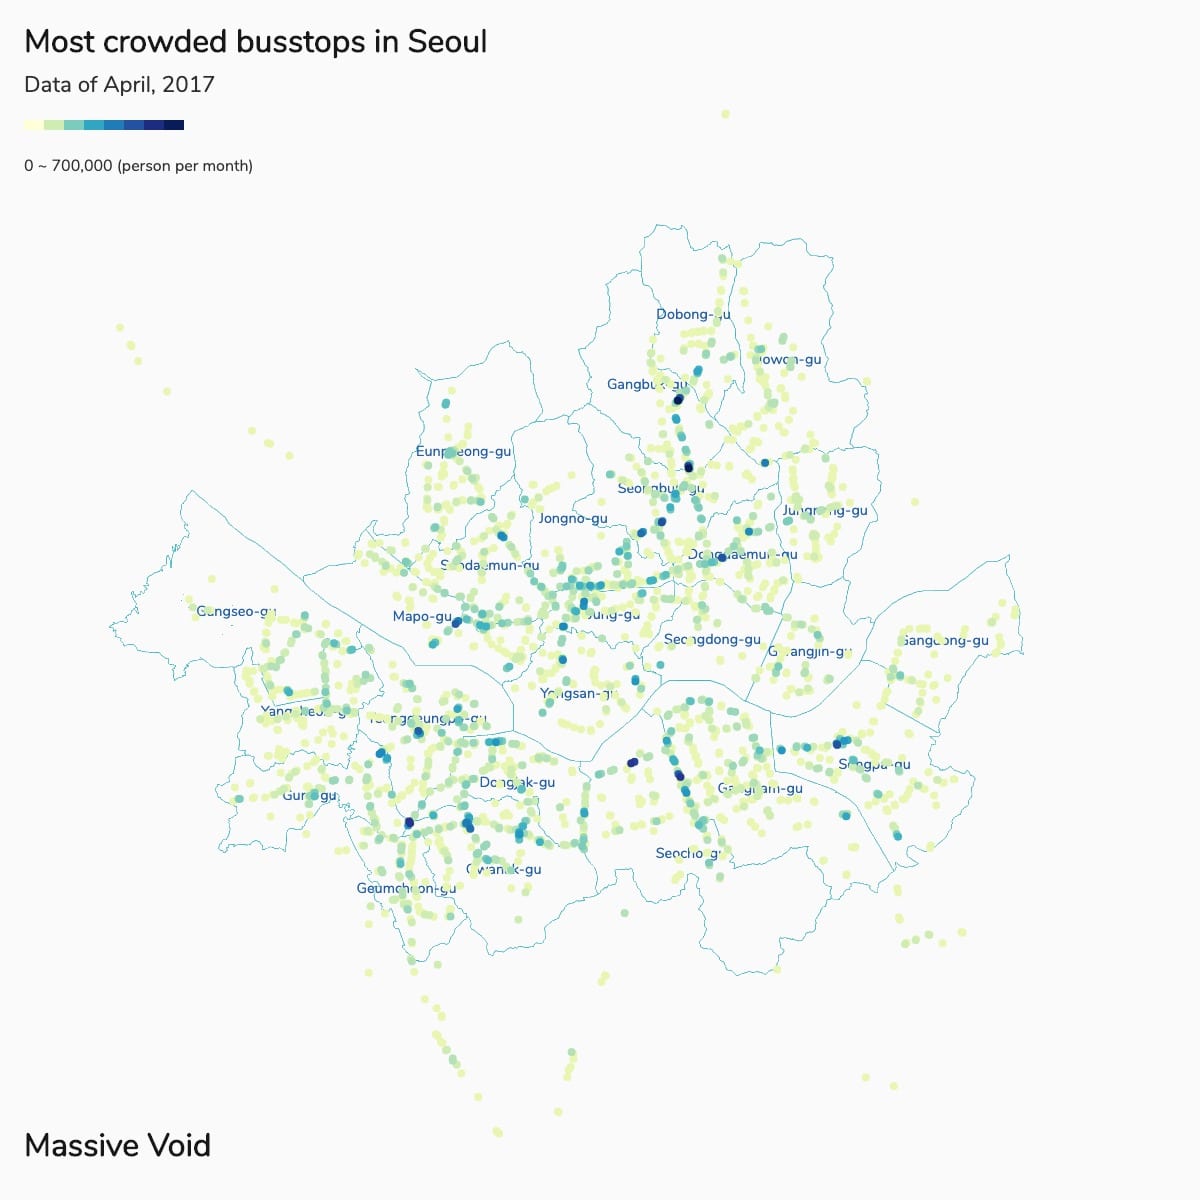 Most crowded busstops in Seoul
Data of April, 2017
0 ~ 700,000 (person per month)
Dobong-gu
Nowon-gu
Gangbuk-gu
Eunpyeong-gu
Seongbuk-gu
Jungnang-gu
Jongno-gu
Dongdaemun-gu
Seodaemun-gu
Gangseo-gu
Mapo-gu
Jung-gu
Seongdong-gu
Gwangjin-gu
Gangdong-gu
Yongsan-gu
Yangcheon-gu
Yeongdeungpo-gu
Songpa-gu
Dongjak-gu
Gangnam-gu
Guro-gu
Seocho-gu
Gwanak-gu
Geumcheon-gu
Massive Void